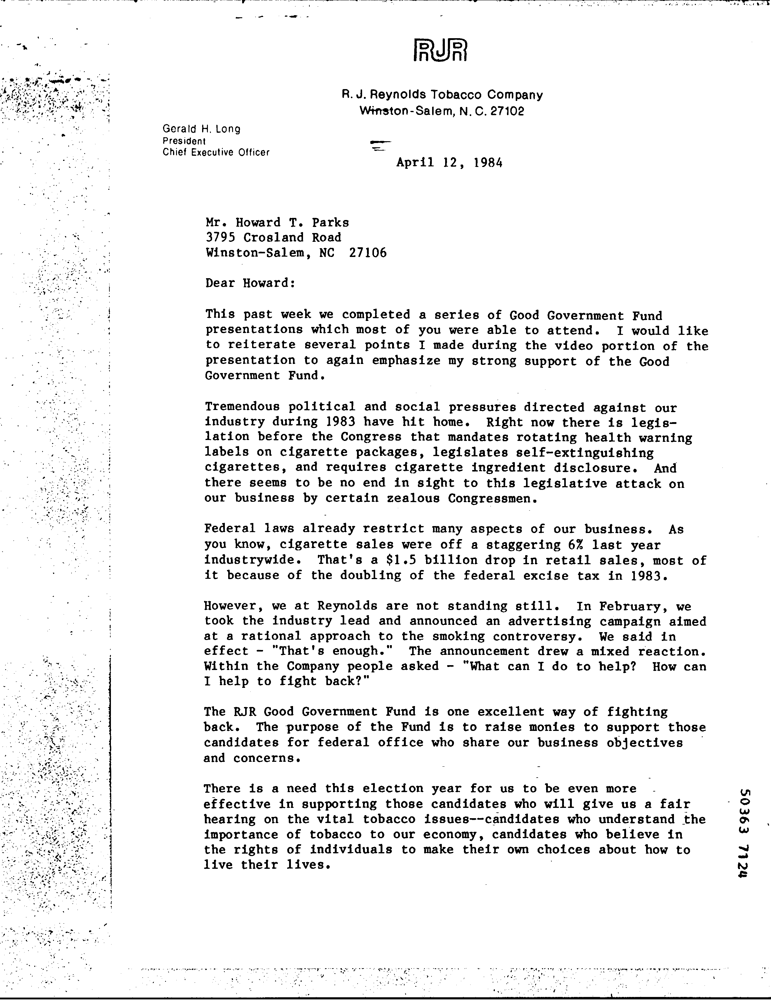 RJR
R. J. Reynolds Tobacco Company
Winston-Salem, N. C. 27102
Gerald H. Long
President
Chief Executive Officer
April 12, 1984
Mr. Howard T. Parks
3795 Crosland Road
Winston-Salem, NC 27106
Dear Howard:
This past week we completed a series of Good Government Fund
presentations which most of you were able to attend. I would like
to reiterate several points I made during the video portion of the
presentation to again emphasize my strong support of the Good
Government Fund.
Tremendous political and social pressures directed against our
industry during 1983 have hit home. Right now there is legis-
lation before the Congress that mandates rotating health warning
labels on cigarette packages, legislates self-extinguishing
cigarettes, and requires cigarette ingredient disclosure. And
there seems to be no end in sight to this legislative attack on
our business by certain zealous Congressmen.
Federal laws already restrict many aspects of our business. As
you know, cigarette sales were off a staggering 6% last year
industrywide. That's a $1.5 billion drop in retail sales, most of
it because of the doubling of the federal excise tax in 1983.
However, we at Reynolds are not standing still. In February, we
took the industry lead and announced an advertising campaign aimed
at a rational approach to the smoking controversy. We said in
effect - "That's enough." The announcement drew a mixed reaction.
Within the Company people asked - "What can I do to help? How can
I help to fight back?"
The RJR Good Government Fund is one excellent way of fighting
back. The purpose of the Fund is to raise monies to support those
candidates for federal office who share our business objectives
and concerns.
There is a need this election year for us to be even more
effective in supporting those candidates who will give us a fair
hearing on the vital tobacco issues--candidates who understand the
importance of tobacco to our economy, candidates who believe in
the rights of individuals to make their own choices about how to
live their lives.
50363 7124